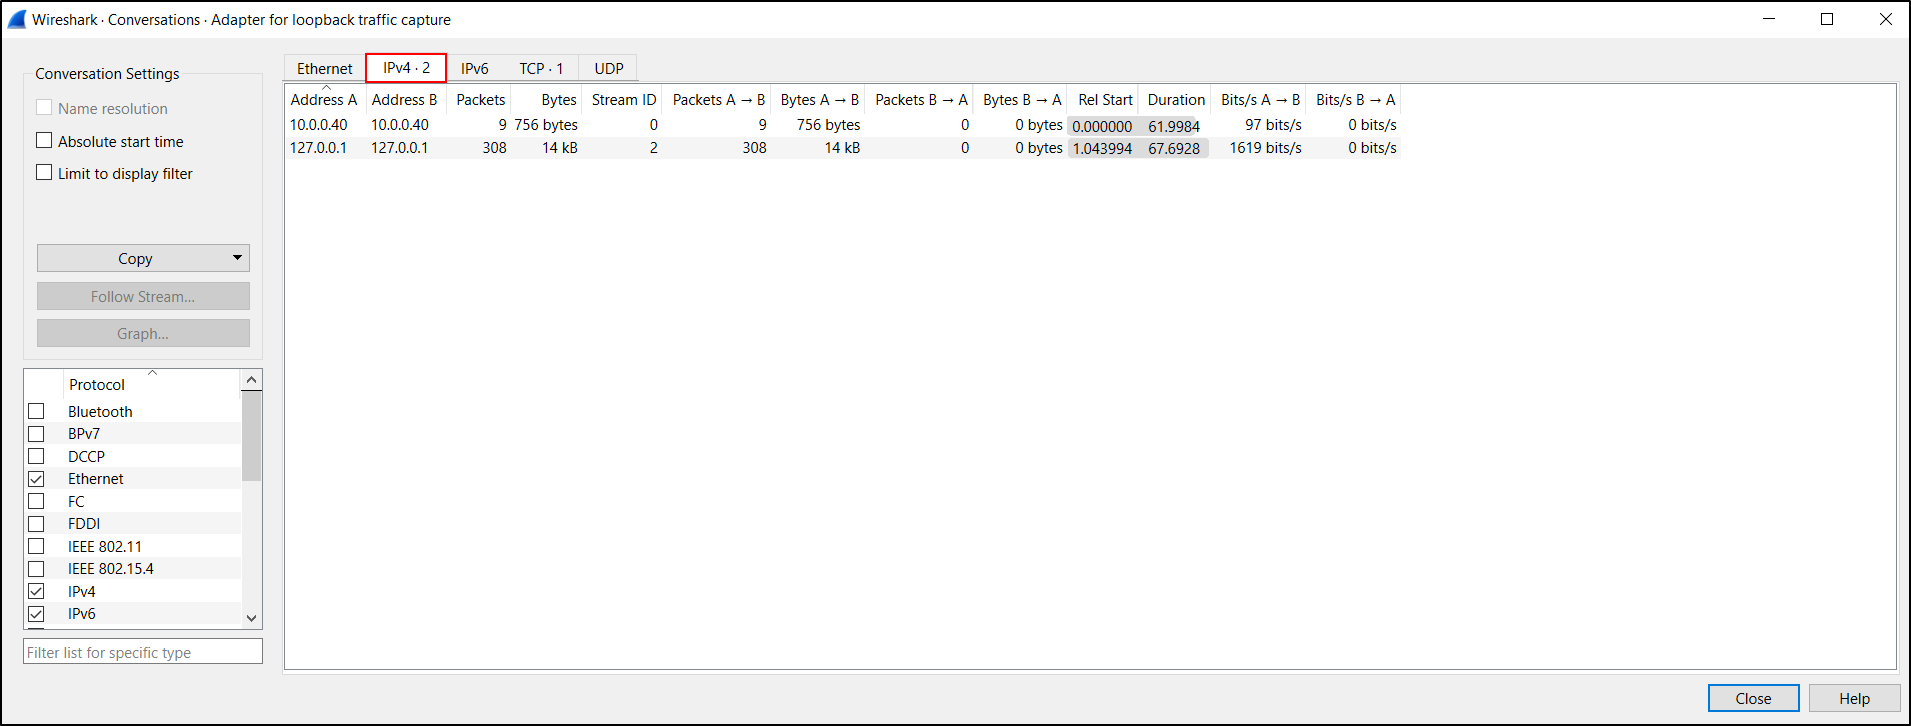 Wireshark · Conversations · Adapter for loopback traffic capture
Conversation Settings
Name resolution
Absolute start time
Limit to display filter
Copy
Follow Stream...
Graph...
Protocol
Bluetooth
BPv7
DCCP
Ethernet
FC
FDDI
IEEE 802.11
IEEE 802.15.4
IPv4
IPv6
Filter list for specific type
Ethernet IPv4 · 2 IPv6 TCP · 1 UDP
Address A Address B Packets Bytes Stream ID Packets A → B Bytes A → B Packets B → A Bytes B → A Rel Start Duration Bits/s A → B Bits/s B → A
10.0.0.40 10.0.0.40 9 756 bytes 0 9 756 bytes 0 0 bytes 0.000000 61.9984 97 bits/s 0 bits/s
127.0.0.1 127.0.0.1 308 14 kB 2 308 14 kB 0 0 bytes 1.043994 67.6928 1619 bits/s 0 bits/s
Close Help